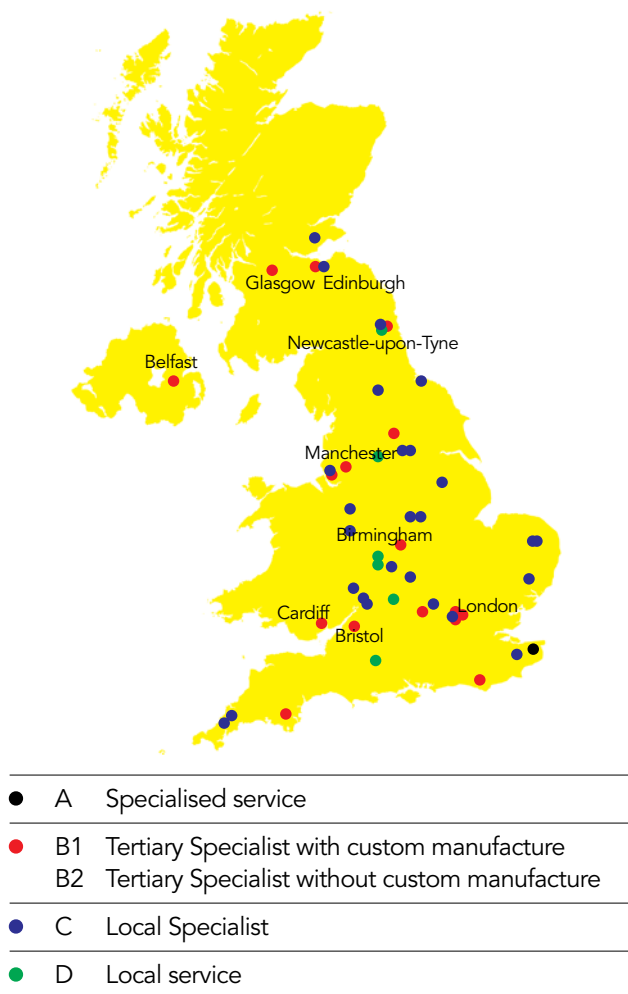 Glasgow Edinburgh
Newcastle-upon-Tyne
Belfast
Manchester
Birmingham
Cardiff
London
Bristol
A Specialised service
B1 Tertiary Specialist with custom manufacture
B2 Tertiary Specialist without custom manufacture
C Local Specialist
D Local service